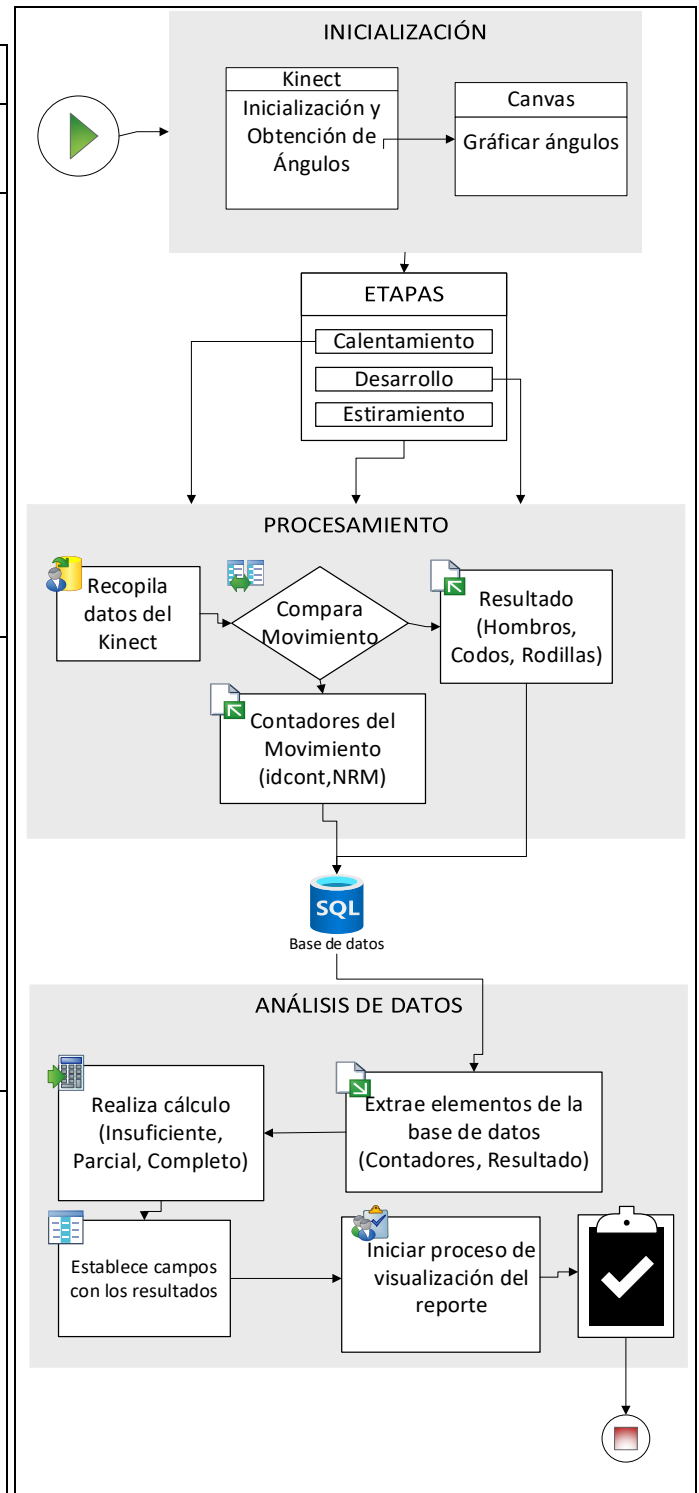 INICIALIZACIÓN
Kinect
Inicialización y
Obtención de
Ángulos
Canvas
Gráficar ángulos
ETAPAS
Calentamiento
Desarrollo
Estiramiento
PROCESAMIENTO
Recopila
datos del
Kinect
Compara
Movimiento
Resultado
(Hombros,
Codos, Rodillas)
Contadores del
Movimiento
(idcont,NRM)
SQL
Base de datos
ANÁLISIS DE DATOS
Realiza cálculo
(Insuficiente,
Parcial, Completo)
Extrae elementos de la
base de datos
(Contadores, Resultado)
Establece campos
con los resultados
Iniciar proceso de
visualización del
reporte